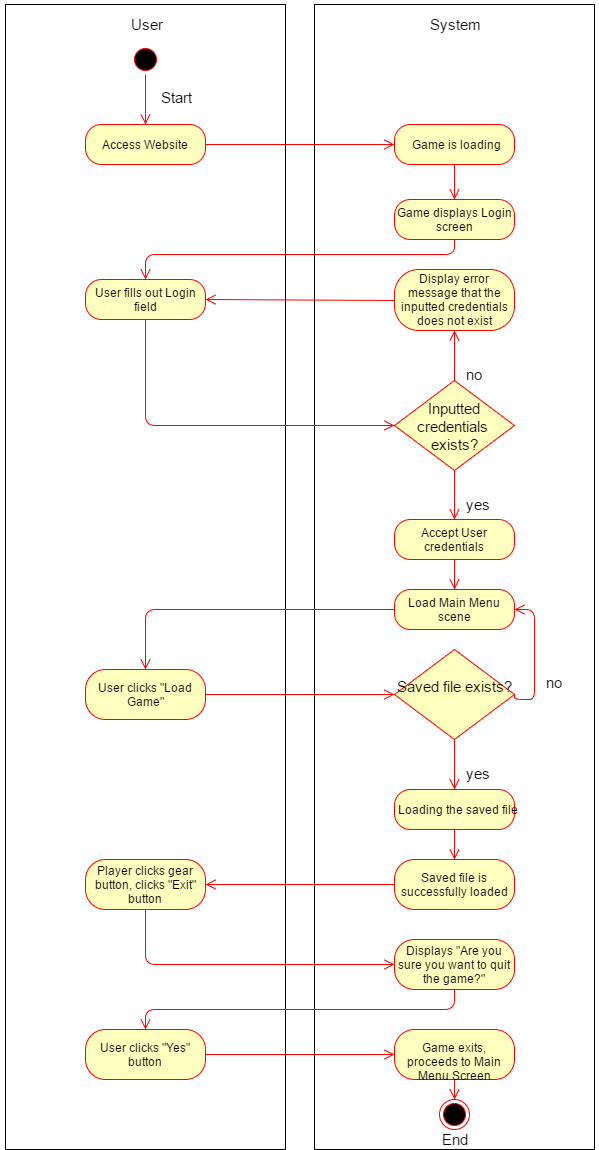 User
System
Start
Access Website
Game is loading
Game displays Login
screen
User fills out Login
field
Display error
message that the
inputted credentials
does not exist
no
Inputted
credentials
exists?
yes
Accept User
credentials
Load Main Menu
scene
User clicks "Load
Game"
Saved file exists?
no
yes
Loading the saved file
Player clicks gear
button, clicks "Exit"
button
Saved file is
successfully loaded
Displays "Are you
sure you want to quit
the game?"
User clicks "Yes"
button
Game exits,
proceeds to Main
Menu Screen
End